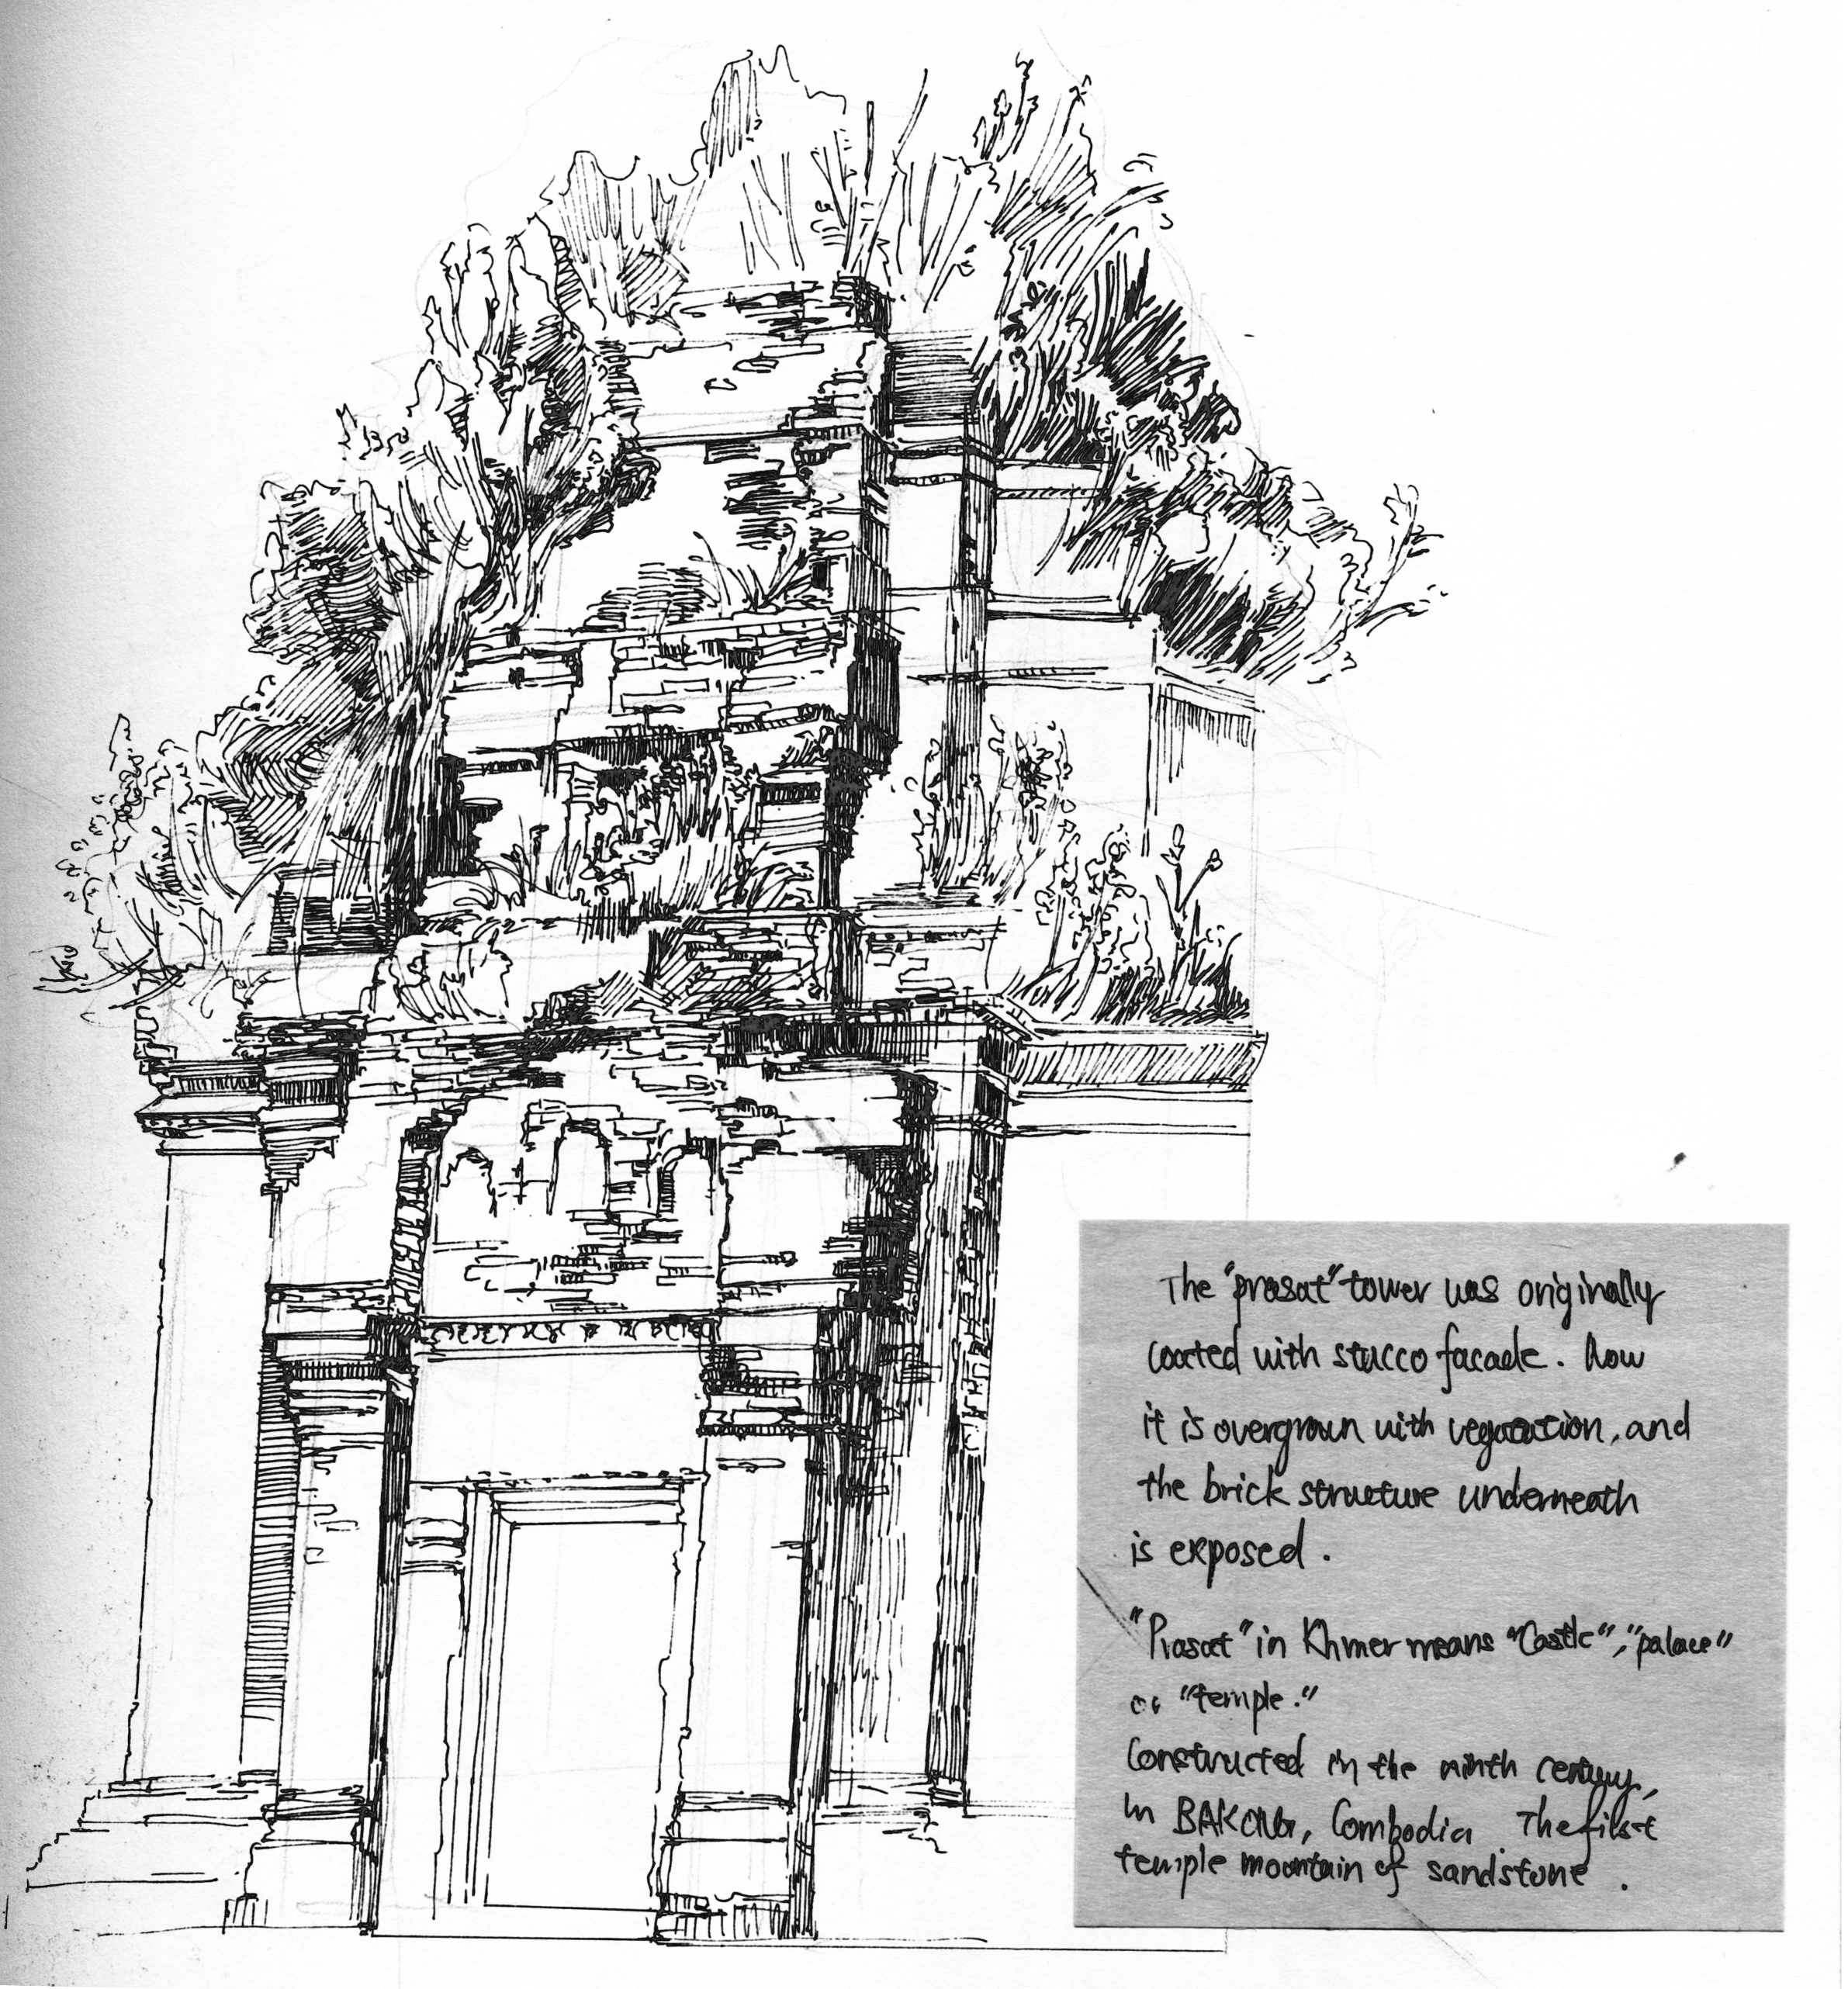 The "prasat" tower was originally
coated with stucco facade. Now
it is overgrown with vegetation, and
the brick structure underneath
is exposed.
"Prasat" in Khmer means "Castle", "palace"
or "temple."
Constructed in the ninth century,
in BAKONG, Cambodia. The first
temple mountain of sandstone.